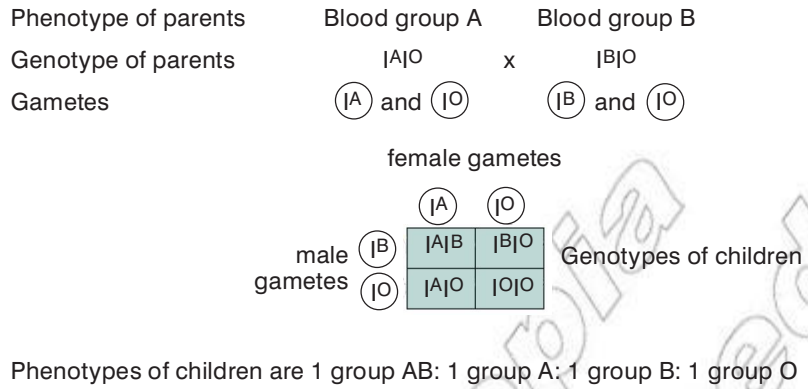 Phenotype of parents Blood group A Blood group B
Genotype of parents IᴬIᴼ x IᴮIᴼ
Gametes Iᴬ and Iᴼ Iᴮ and Iᴼ
female gametes
Iᴬ Iᴼ
male gametes
Iᴮ IᴬIᴮ IᴮIᴼ Genotypes of children
Iᴼ IᴬIᴼ IᴼIᴼ
Phenotypes of children are 1 group AB: 1 group A: 1 group B: 1 group O